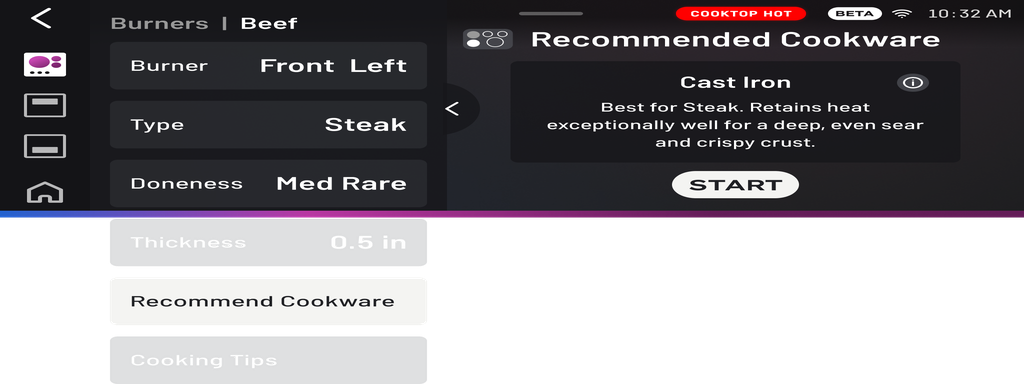 Burners | Beef
Burner Front Left
Type Steak
Doneness Med Rare
Thickness 0.5 in
Recommend Cookware
Cooking Tips
COOKTOP HOT BETA 10:32 AM
Recommended Cookware
Cast Iron
Best for Steak. Retains heat
exceptionally well for a deep, even sear
and crispy crust.
START